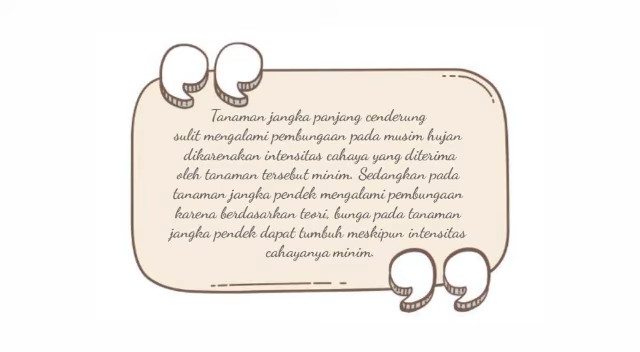 Tanaman jangka panjang cenderung
sulit mengalami pembungaan pada musim hujan
dikarenakan intensitas cahaya yang diterima
oleh tanaman tersebut minim. Sedangkan pada
tanaman jangka pendek mengalami pembungaan
karena berdasarkan teori, bunga pada tanaman
jangka pendek dapat tumbuh meskipun intensitas
cahayanya minim.